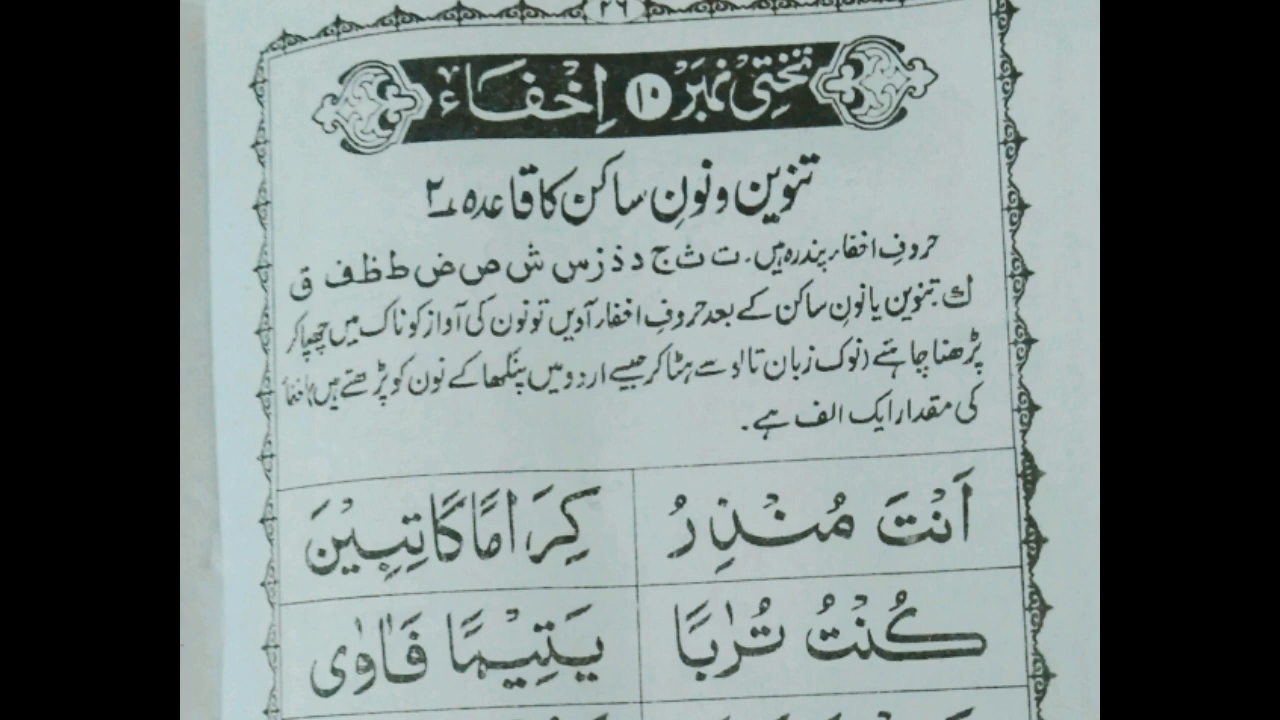 ۲۶
تختی نمبر ۱۰ اِخْفَاء
تنوین و نونِ ساکن کا قاعدہ ۲
حروفِ اخفاء پندرہ ہیں۔ ت ث ج د ذ ز س ش ص ض ط ظ ف ق
ك۔ تنوین یا نونِ ساکن کے بعد حروفِ اخفاء آویں تو نون کی آواز کو ناک میں چھپا کر
پڑھنا چاہئے (نوک زبان تالو سے ہٹا کر جیسے اردو میں پنکھا کے نون کو پڑھتے ہیں) اخفاء
کی مقدار ایک الف ہے۔
اَنْتَ مُنْذِرُ كِرَامًا كَاتِبِيْنَ
كُنْتُ تُرٰبًا يَتِيْمًا فَاٰوٰى